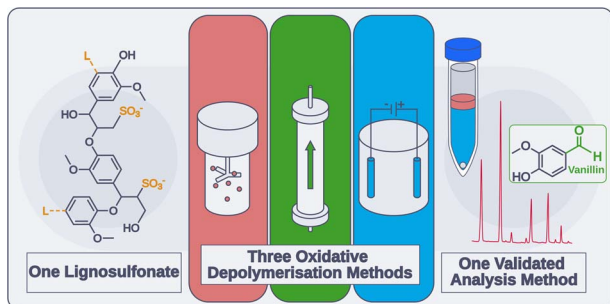 L
OH
O
HO
SO₃⁻
O
O
SO₃⁻
L
O
O
HO
One Lignosulfonate
- +
Three Oxidative
Depolymerisation Methods
O
O
H
HO
Vanillin
One Validated
Analysis Method